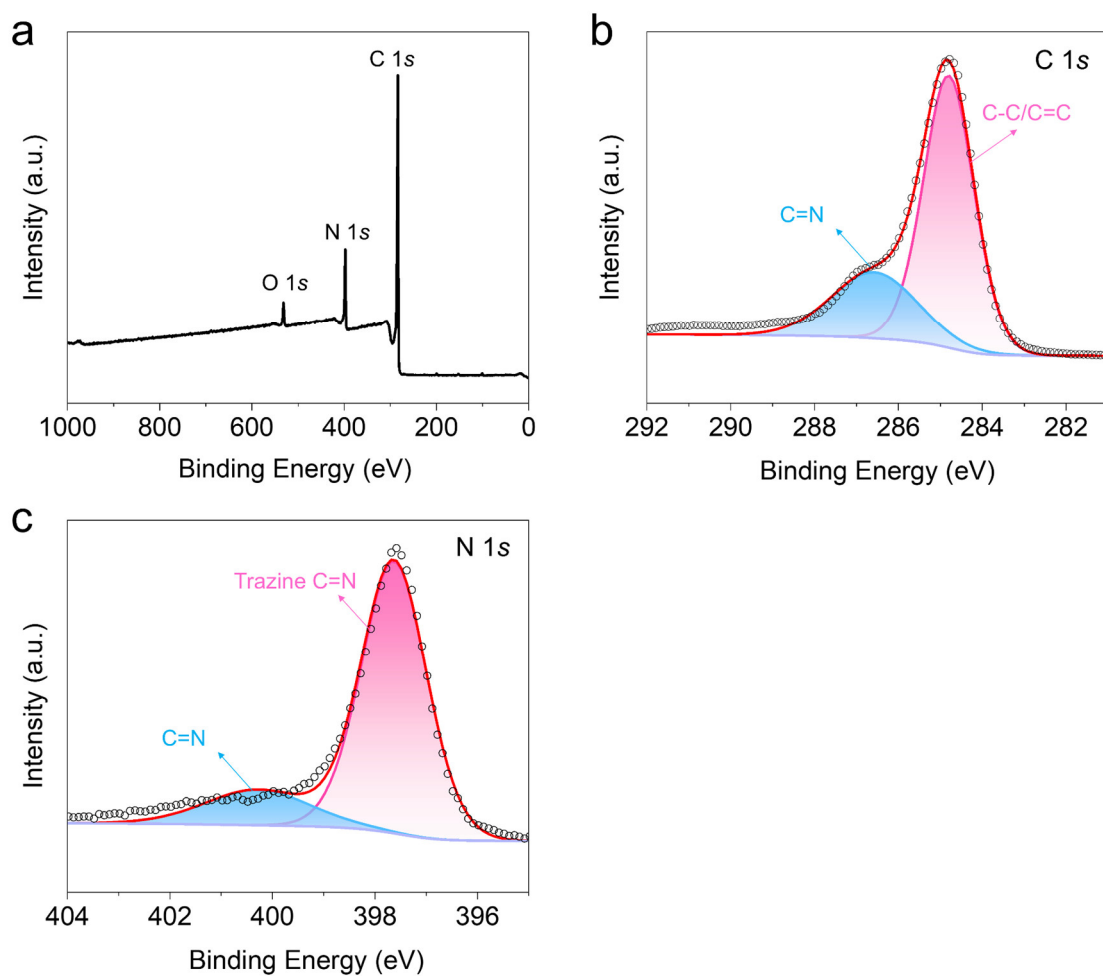 a
C 1s
N 1s
O 1s
Intensity (a.u.)
1000 800 600 400 200 0
Binding Energy (eV)
b
C 1s
C-C/C=C
C=N
Intensity (a.u.)
292 290 288 286 284 282
Binding Energy (eV)
c
N 1s
Trazine C=N
C=N
Intensity (a.u.)
404 402 400 398 396
Binding Energy (eV)